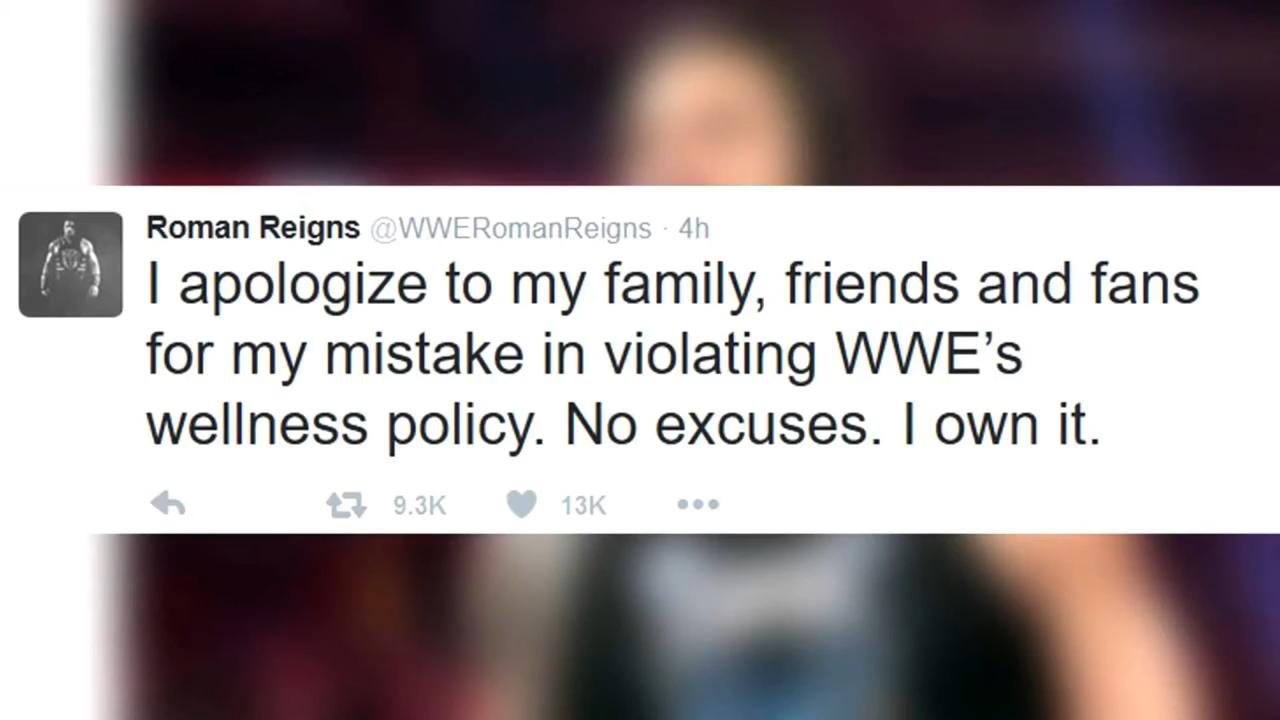 Roman Reigns @WWERomanReigns · 4h
I apologize to my family, friends and fans
for my mistake in violating WWE’s
wellness policy. No excuses. I own it.
9.3K 13K